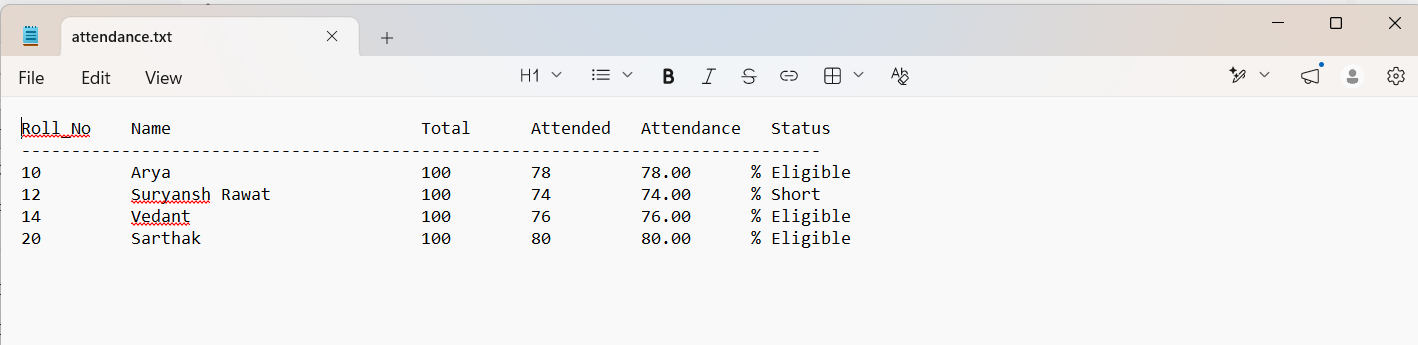 attendance.txt
File Edit View H1 B I S A
Roll_No Name Total Attended Attendance Status
--------------------------------------------------------------------------------
10 Arya 100 78 78.00 % Eligible
12 Suryansh Rawat 100 74 74.00 % Short
14 Vedant 100 76 76.00 % Eligible
20 Sarthak 100 80 80.00 % Eligible